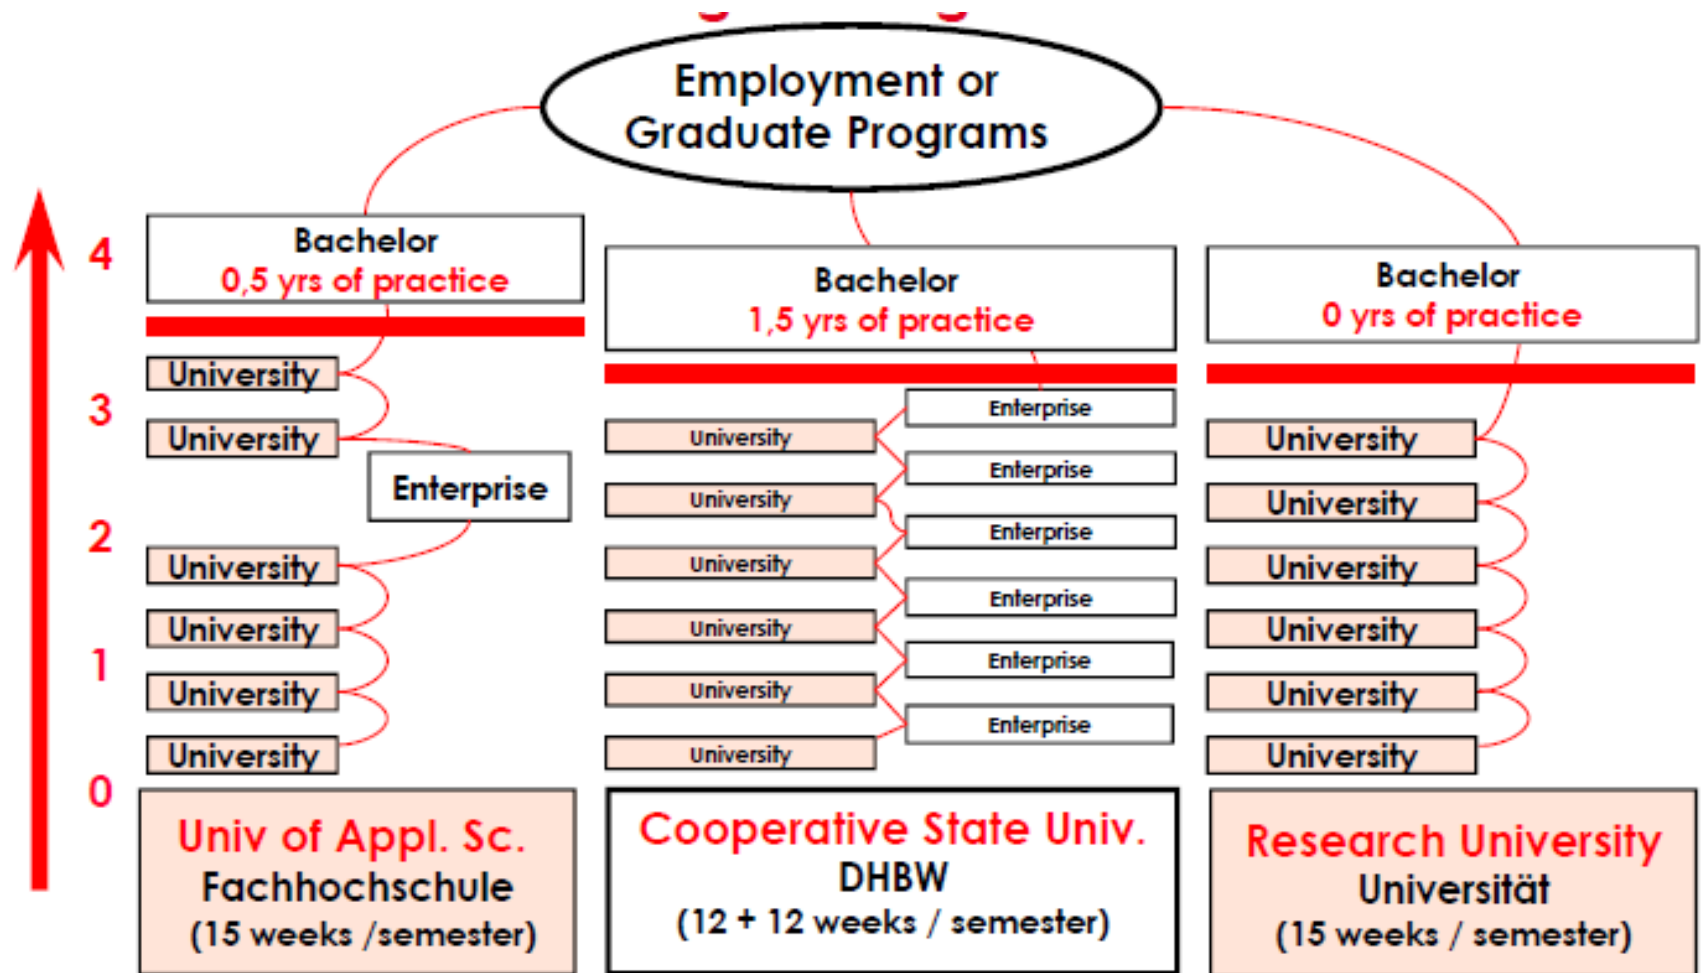 Employment or
Graduate Programs
4
3
2
1
0
Bachelor
0,5 yrs of practice
University
University
Enterprise
University
University
University
University
Univ of Appl. Sc.
Fachhochschule
(15 weeks /semester)
Bachelor
1,5 yrs of practice
Enterprise
University
Enterprise
University
Enterprise
University
Enterprise
University
Enterprise
University
Enterprise
University
Cooperative State Univ.
DHBW
(12 + 12 weeks / semester)
Bachelor
0 yrs of practice
University
University
University
University
University
University
Research University
Universität
(15 weeks / semester)